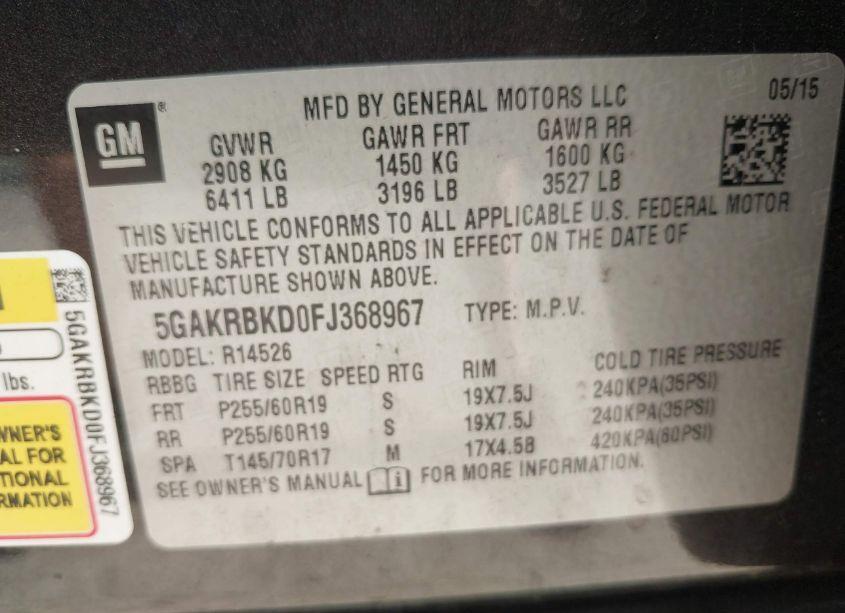 MFD BY GENERAL MOTORS LLC 05/15
GM ®
GVWR GAWR FRT GAWR RR
2908 KG 1450 KG 1600 KG
6411 LB 3196 LB 3527 LB
THIS VEHICLE CONFORMS TO ALL APPLICABLE U.S. FEDERAL MOTOR
VEHICLE SAFETY STANDARDS IN EFFECT ON THE DATE OF
MANUFACTURE SHOWN ABOVE.
5GAKRBKD0FJ368967 TYPE: M.P.V.
MODEL: R14526
RBBG TIRE SIZE SPEED RTG RIM COLD TIRE PRESSURE
FRT P255/60R19 S 19X7.5J 240KPA(35PSI)
RR P255/60R19 S 19X7.5J 240KPA(35PSI)
SPA T145/70R17 M 17X4.5B 420KPA(60PSI)
SEE OWNER'S MANUAL i FOR MORE INFORMATION.
5GAKRBKD0FJ368967
lbs.
WNER'S
AL FOR
TIONAL
RMATION